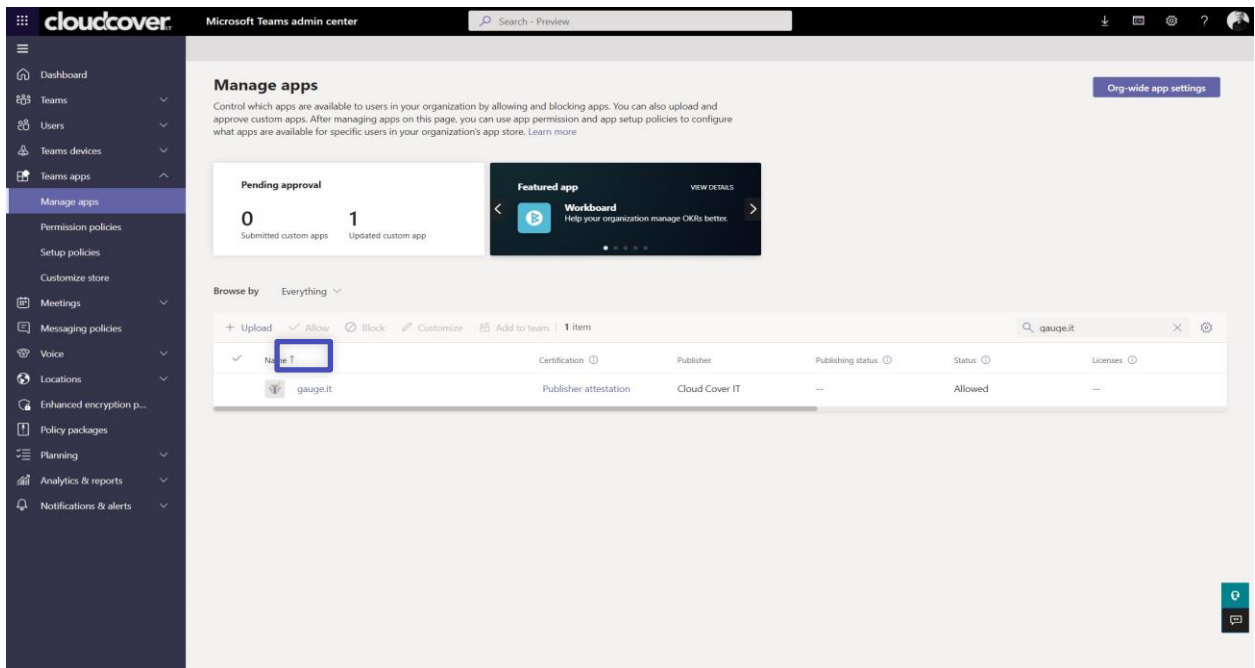 cloudcover.IT
Microsoft Teams admin center
Search - Preview
?
Dashboard
Teams
Users
Teams devices
Teams apps
Manage apps
Permission policies
Setup policies
Customize store
Meetings
Messaging policies
Voice
Locations
Enhanced encryption p...
Policy packages
Planning
Analytics & reports
Notifications & alerts
Manage apps
Org-wide app settings
Control which apps are available to users in your organization by allowing and blocking apps. You can also upload and
approve custom apps. After managing apps on this page, you can use app permission and app setup policies to configure
what apps are available for specific users in your organization's app store. Learn more
Pending approval
0 1
Submitted custom apps Updated custom app
Featured app VIEW DETAILS
Workboard
Help your organization manage OKRs better.
Browse by Everything
+ Upload Allow Block Customize Add to team 1 item gauge.it
Name ↑ Certification Publisher Publishing status Status Licenses
gauge.it Publisher attestation Cloud Cover IT -- Allowed --